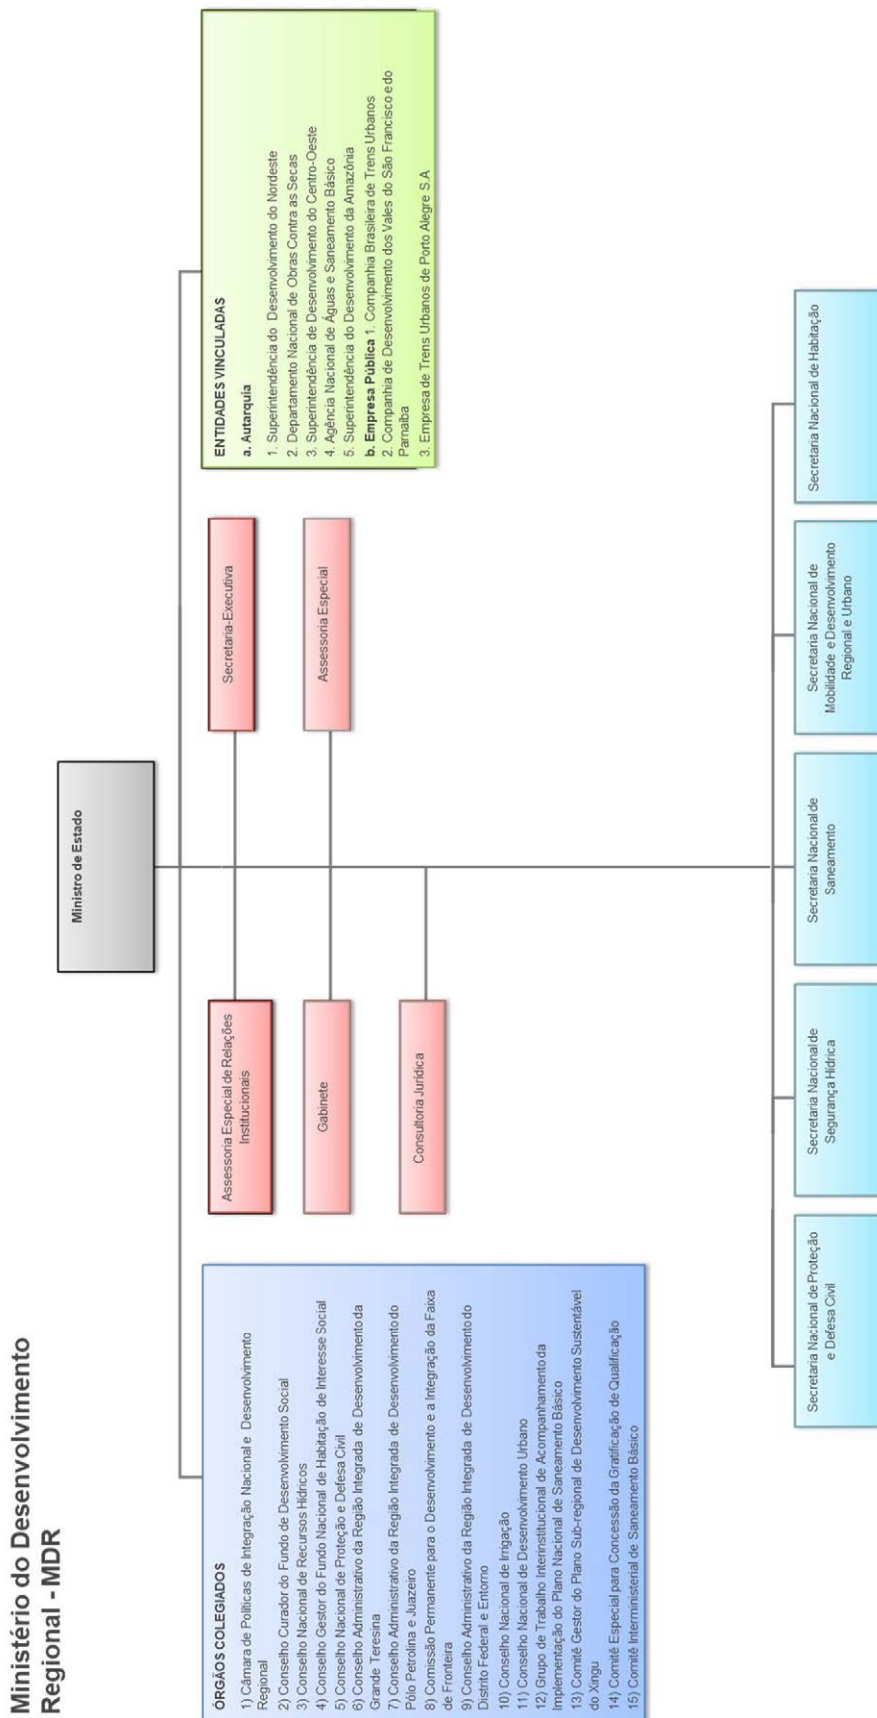 Ministério do Desenvolvimento
Regional - MDR
Ministro de Estado
ÓRGÃOS COLEGIADOS
1) Câmara de Políticas de Integração Nacional e Desenvolvimento
Regional
2) Conselho Curador do Fundo de Desenvolvimento Social
3) Conselho Nacional de Recursos Hídricos
4) Conselho Gestor do Fundo Nacional de Habitação de Interesse Social
5) Conselho Nacional de Proteção e Defesa Civil
6) Conselho Administrativo da Região Integrada de Desenvolvimento da
Grande Teresina
7) Conselho Administrativo da Região Integrada de Desenvolvimento do
Pólo Petrolina e Juazeiro
8) Comissão Permanente para o Desenvolvimento e a Integração da Faixa
de Fronteira
9) Conselho Administrativo da Região Integrada de Desenvolvimento do
Distrito Federal e Entorno
10) Conselho Nacional de Irrigação
11) Conselho Nacional de Desenvolvimento Urbano
12) Grupo de Trabalho Interinstitucional de Acompanhamento da
Implementação do Plano Nacional de Saneamento Básico
13) Comitê Gestor do Plano Sub-regional de Desenvolvimento Sustentável
do Xingu
14) Comitê Especial para Concessão da Gratificação de Qualificação
15) Comitê Interministerial de Saneamento Básico
Assessoria Especial de Relações
Institucionais
Gabinete
Consultoria Jurídica
Secretaria-Executiva
Assessoria Especial
ENTIDADES VINCULADAS
a. Autarquia
1. Superintendência do Desenvolvimento do Nordeste
2. Departamento Nacional de Obras Contra as Secas
3. Superintendência de Desenvolvimento do Centro-Oeste
4. Agência Nacional de Águas e Saneamento Básico
5. Superintendência do Desenvolvimento da Amazônia
b. Empresa Pública 1. Companhia Brasileira de Trens Urbanos
2. Companhia de Desenvolvimento dos Vales do São Francisco e do
Parnaíba
3. Empresa de Trens Urbanos de Porto Alegre S.A
Secretaria Nacional de Proteção
e Defesa Civil
Secretaria Nacional de
Segurança Hídrica
Secretaria Nacional de
Saneamento
Secretaria Nacional de
Mobilidade e Desenvolvimento
Regional e Urbano
Secretaria Nacional de Habitação